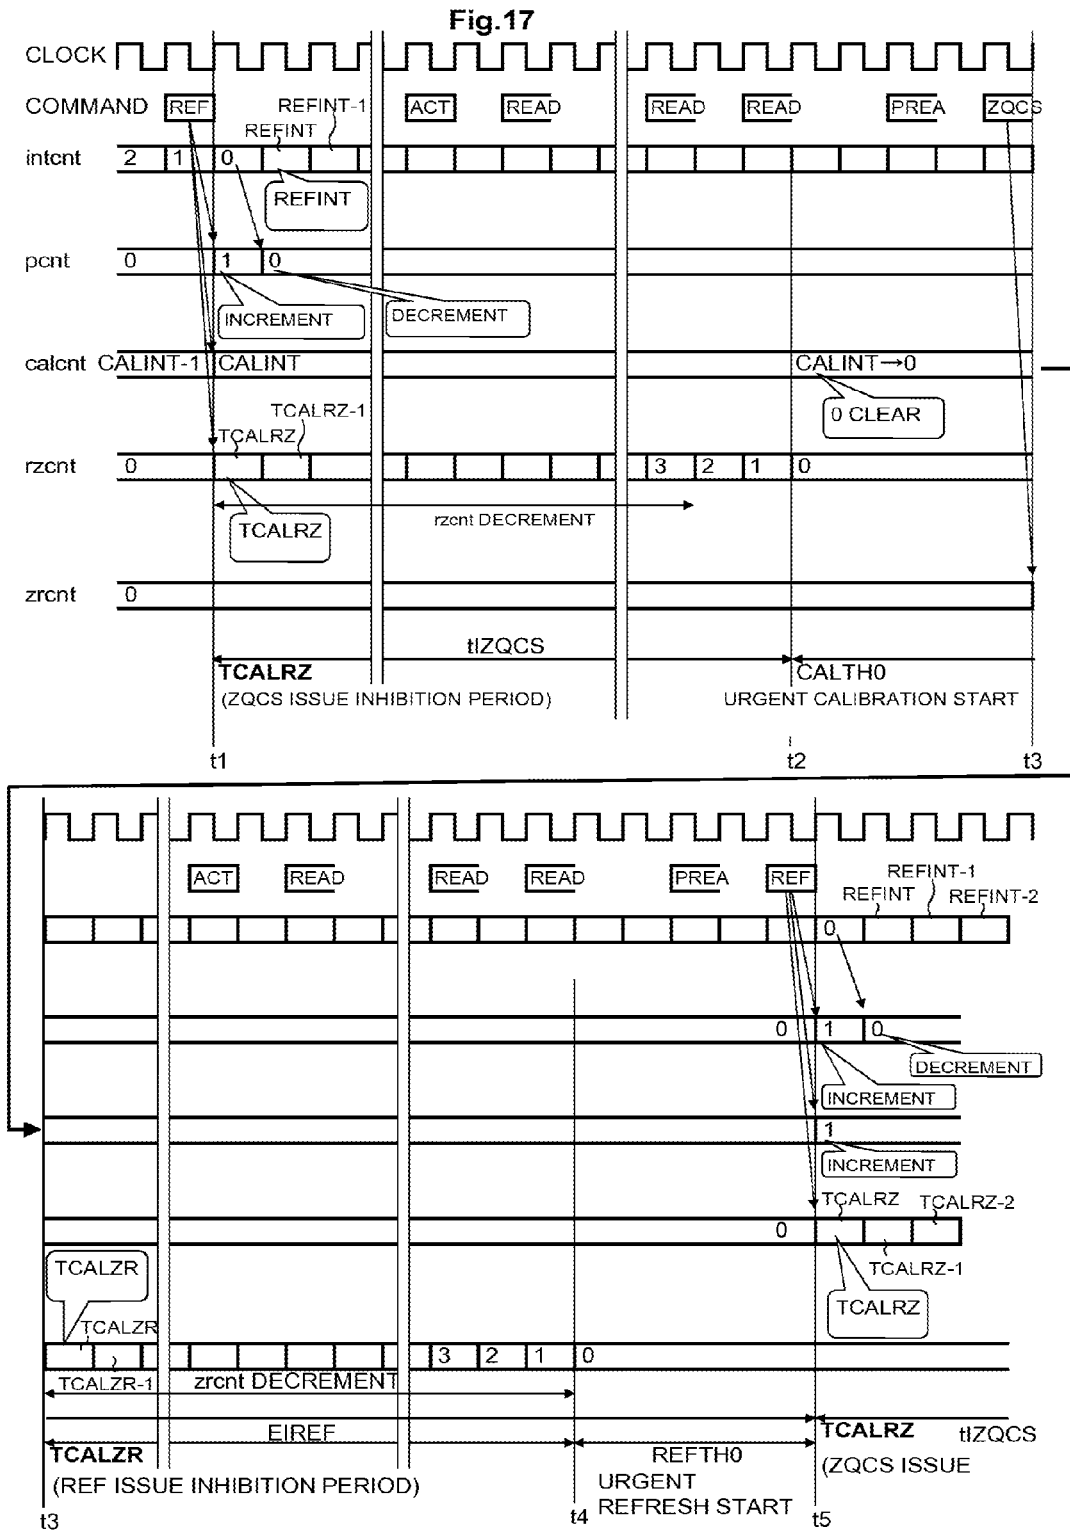 Fig.17
CLOCK
COMMAND REF REFINT-1 ACT READ READ READ PREA ZQCS
REFINT
intcnt 2 1 0
REFINT
pcnt 0 1 0
INCREMENT DECREMENT
calcnt CALINT-1 CALINT CALINT→0
0 CLEAR
TCALRZ-1
TCALRZ
rzcnt 0 3 2 1 0
rzcnt DECREMENT
TCALRZ
zrcnt 0
tIZQCS
TCALRZ CALTH0
(ZQCS ISSUE INHIBITION PERIOD) URGENT CALIBRATION START
t1 t2 t3
ACT READ READ READ PREA REF REFINT-1
REFINT REFINT-2
0
0 1 0
DECREMENT
INCREMENT
1
INCREMENT
TCALRZ TCALRZ-2
0
TCALZR TCALRZ-1
TCALRZ
TCALZR
3 2 1 0
TCALZR-1 zrcnt DECREMENT
EIREF TCALRZ tIZQCS
TCALZR REFTH0 (ZQCS ISSUE
(REF ISSUE INHIBITION PERIOD) URGENT
REFRESH START
t3 t4 t5